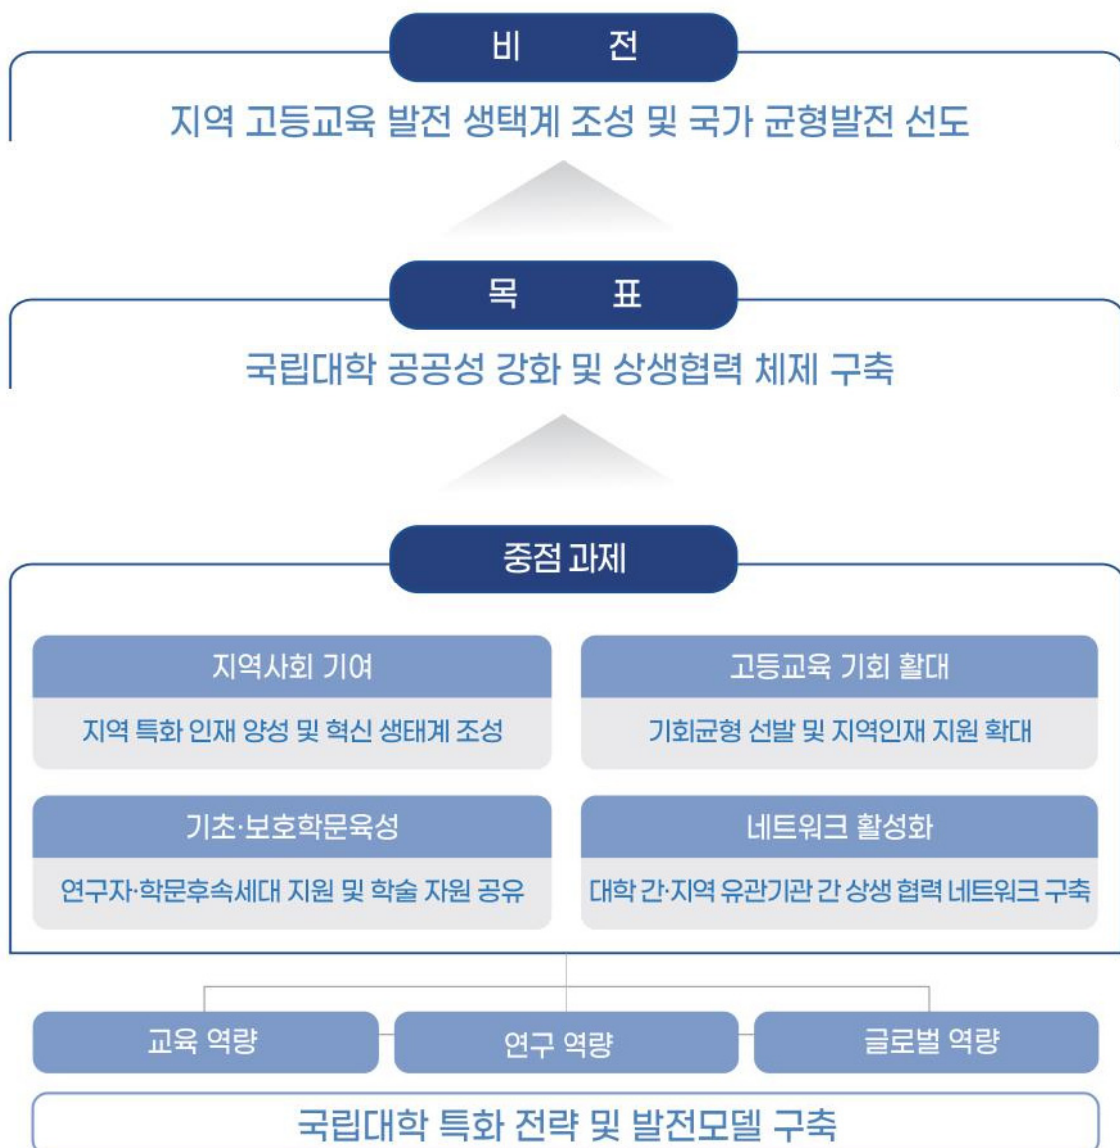 비 전
지역 고등교육 발전 생태계 조성 및 국가 균형발전 선도
목 표
국립대학 공공성 강화 및 상생협력 체제 구축
중점 과제
지역사회 기여
지역 특화 인재 양성 및 혁신 생태계 조성
고등교육 기회 활대
기회균형 선발 및 지역인재 지원 확대
기초·보호학문육성
연구자·학문후속세대 지원 및 학술 자원 공유
네트워크 활성화
대학 간·지역 유관기관 간 상생 협력 네트워크 구축
교육 역량
연구 역량
글로벌 역량
국립대학 특화 전략 및 발전모델 구축